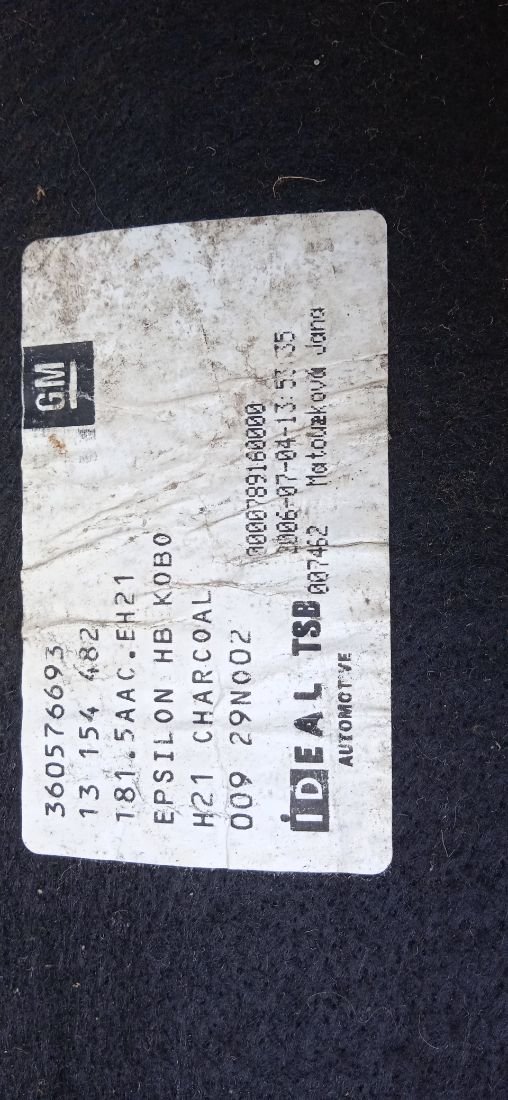 GM
360576693
13 154 482
181.5AAC.EH21
EPSILON HB KOBO
H21 CHARCOAL
009 29N002
0000789160000
2006-07-04-13:53:35
iDEAL TSB 007462 Matoušková Jana
AUTOMOTIVE